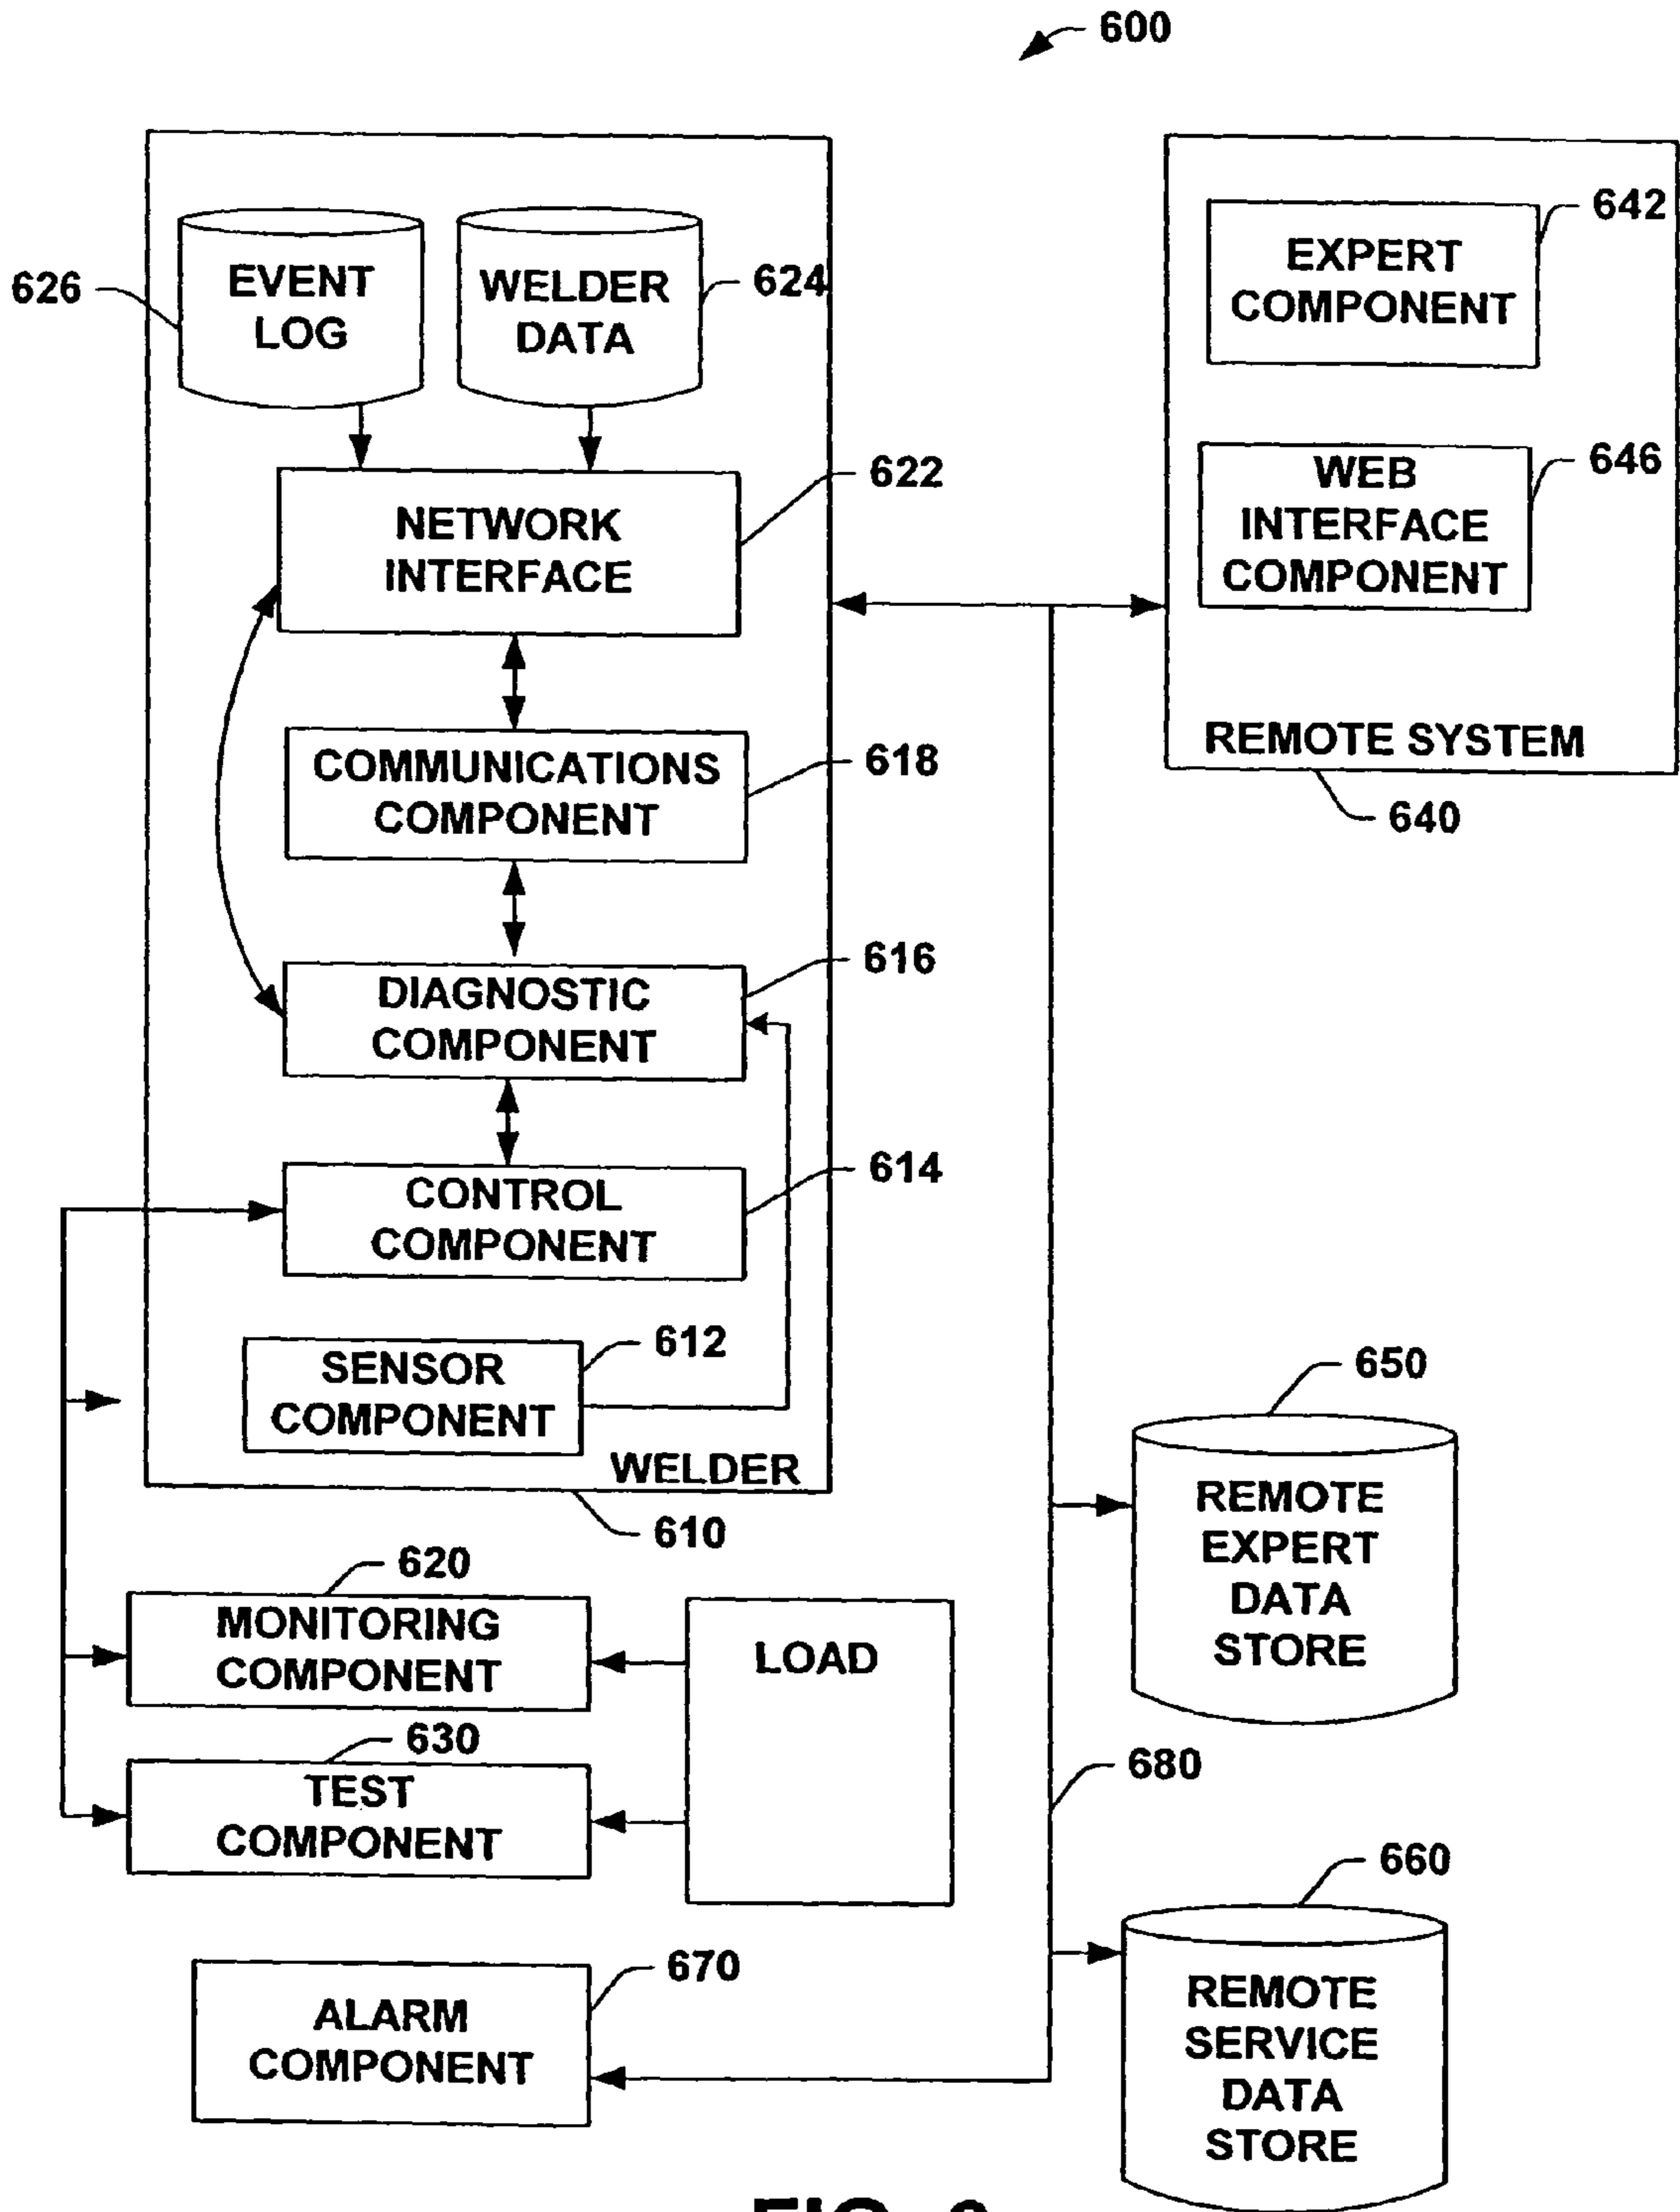 600
626
EVENT
LOG
WELDER
DATA
624
642
EXPERT
COMPONENT
622
NETWORK
INTERFACE
646
WEB
INTERFACE
COMPONENT
COMMUNICATIONS
COMPONENT
618
REMOTE SYSTEM
640
DIAGNOSTIC
COMPONENT
616
CONTROL
COMPONENT
614
SENSOR
COMPONENT
612
WELDER
610
650
REMOTE
EXPERT
DATA
STORE
620
MONITORING
COMPONENT
LOAD
630
TEST
COMPONENT
680
660
REMOTE
SERVICE
DATA
STORE
670
ALARM
COMPONENT
FIG.